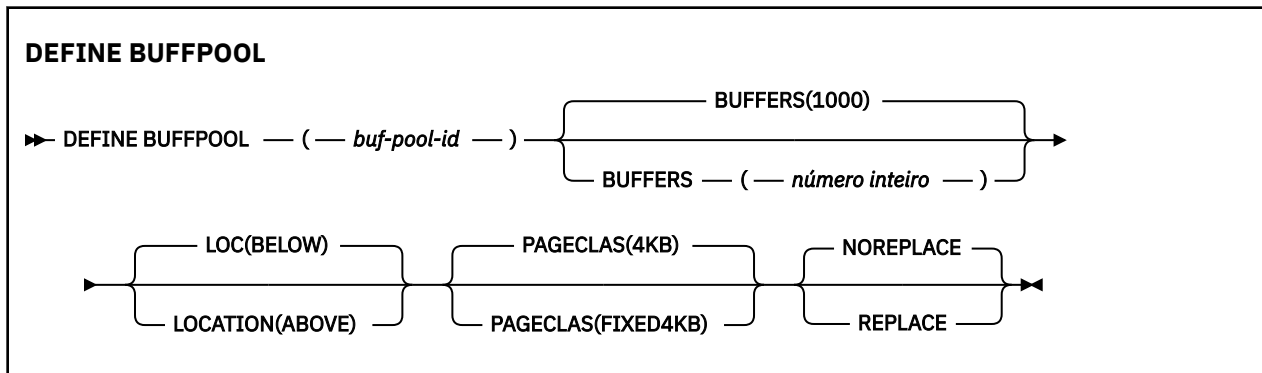 DEFINE BUFFPOOL
BUFFERS(1000)
DEFINE BUFFPOOL ( buf-pool-id )
BUFFERS ( número inteiro )
LOC(BELOW) PAGECLAS(4KB) NOREPLACE
LOCATION(ABOVE) PAGECLAS(FIXED4KB) REPLACE